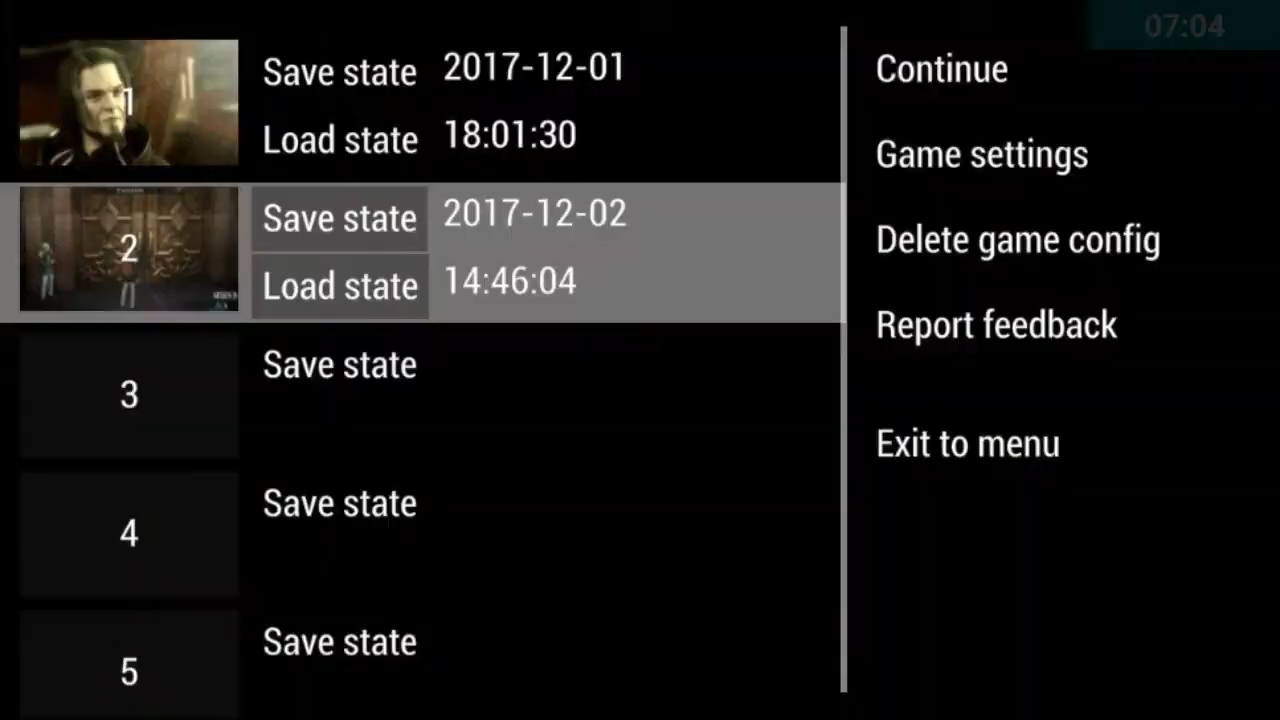 07:04
1
Save state 2017-12-01
Load state 18:01:30
2
Save state 2017-12-02
Load state 14:46:04
3
Save state
4
Save state
5
Save state
Continue
Game settings
Delete game config
Report feedback
Exit to menu